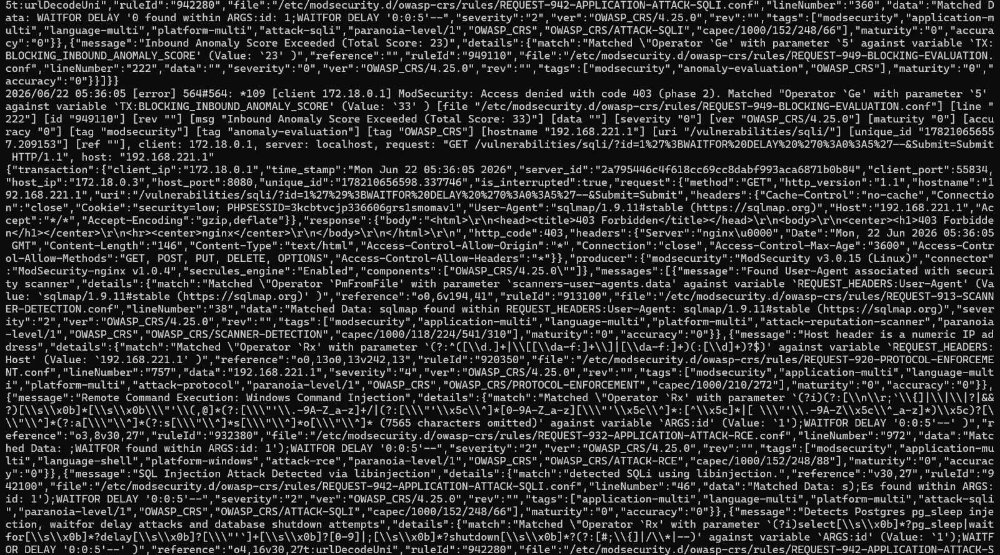 5t:urlDecodeUni","ruleId":"942280","file":"/etc/modsecurity.d/owasp-crs/rules/REQUEST-942-APPLICATION-ATTACK-SQLI.conf","lineNumber":"360","data":"Matched D
ata: WAITFOR DELAY '0 found within ARGS:id: 1;WAITFOR DELAY '0:0:5'--","severity":"2","ver":"OWASP_CRS/4.25.0","rev":"","tags":["modsecurity","application-m
ulti","language-multi","platform-multi","attack-sqli","paranoia-level/1","OWASP_CRS","OWASP_CRS/ATTACK-SQLI","capec/1000/152/248/66"],"maturity":"0","accura
cy":"0"}},{"message":"Inbound Anomaly Score Exceeded (Total Score: 23)","details":{"match":"Matched \"Operator `Ge' with parameter `5' against variable `TX:
BLOCKING_INBOUND_ANOMALY_SCORE' (Value: `23' )","reference":"","ruleId":"949110","file":"/etc/modsecurity.d/owasp-crs/rules/REQUEST-949-BLOCKING-EVALUATION.
conf","lineNumber":"222","data":"","severity":"0","ver":"OWASP_CRS/4.25.0","rev":"","tags":["modsecurity","anomaly-evaluation","OWASP_CRS"],"maturity":"0","
accuracy":"0"}}]}}
2026/06/22 05:36:05 [error] 564#564: *109 [client 172.18.0.1] ModSecurity: Access denied with code 403 (phase 2). Matched "Operator `Ge' with parameter `5'
against variable `TX:BLOCKING_INBOUND_ANOMALY_SCORE' (Value: `33' ) [file "/etc/modsecurity.d/owasp-crs/rules/REQUEST-949-BLOCKING-EVALUATION.conf"] [line "
222"] [id "949110"] [rev ""] [msg "Inbound Anomaly Score Exceeded (Total Score: 33)"] [data ""] [severity "0"] [ver "OWASP_CRS/4.25.0"] [maturity "0"] [accu
racy "0"] [tag "modsecurity"] [tag "anomaly-evaluation"] [tag "OWASP_CRS"] [hostname "192.168.221.1"] [uri "/vulnerabilities/sqli/"] [unique_id "17821065655
7.209153"] [ref ""], client: 172.18.0.1, server: localhost, request: "GET /vulnerabilities/sqli/?id=1%27%3BWAITFOR%20DELAY%20%270%3A0%3A5%27--&Submit=Submit
 HTTP/1.1", host: "192.168.221.1"
{"transaction":{"client_ip":"172.18.0.1","time_stamp":"Mon Jun 22 05:36:05 2026","server_id":"2a795446c4f618cc69cc8dabf993aca6871b0b84","client_port":55834,
"host_ip":"172.18.0.3","host_port":8080,"unique_id":"178210656598.337746","is_interrupted":true,"request":{"method":"GET","http_version":"1.1","hostname":"1
92.168.221.1","uri":"/vulnerabilities/sqli/?id=1%27%29%3BWAITFOR%20DELAY%20%270%3A0%3A5%27--&Submit=Submit","headers":{"Cache-Control":"no-cache","Connectio
n":"close","Cookie":"security=low; PHPSESSID=3kcbtvcjp336606grs1smomav1","User-Agent":"sqlmap/1.9.11#stable (https://sqlmap.org)","Host":"192.168.221.1","Ac
cept":"*/*","Accept-Encoding":"gzip,deflate"}},"response":{"body":"<html>\r\n<head><title>403 Forbidden</title></head>\r\n<body>\r\n<center><h1>403 Forbidde
n</h1></center>\r\n<hr><center>nginx</center>\r\n</body>\r\n</html>\r\n","http_code":403,"headers":{"Server":"nginx\u0000","Date":"Mon, 22 Jun 2026 05:36:05
 GMT","Content-Length":"146","Content-Type":"text/html","Access-Control-Allow-Origin":"*","Connection":"close","Access-Control-Max-Age":"3600","Access-Contr
ol-Allow-Methods":"GET, POST, PUT, DELETE, OPTIONS","Access-Control-Allow-Headers":"*"}},"producer":{"modsecurity":"ModSecurity v3.0.15 (Linux)","connector"
:"ModSecurity-nginx v1.0.4","secrules_engine":"Enabled","components":["OWASP_CRS/4.25.0\""]},"messages":[{"message":"Found User-Agent associated with securi
ty scanner","details":{"match":"Matched \"Operator `PmFromFile' with parameter `scanners-user-agents.data' against variable `REQUEST_HEADERS:User-Agent' (Va
lue: `sqlmap/1.9.11#stable (https://sqlmap.org)' )","reference":"o0,6v194,41","ruleId":"913100","file":"/etc/modsecurity.d/owasp-crs/rules/REQUEST-913-SCANN
ER-DETECTION.conf","lineNumber":"38","data":"Matched Data: sqlmap found within REQUEST_HEADERS:User-Agent: sqlmap/1.9.11#stable (https://sqlmap.org)","sever
ity":"2","ver":"OWASP_CRS/4.25.0","rev":"","tags":["modsecurity","application-multi","language-multi","platform-multi","attack-reputation-scanner","paranoia
-level/1","OWASP_CRS","OWASP_CRS/SCANNER-DETECTION","capec/1000/118/224/541/310"],"maturity":"0","accuracy":"0"}},{"message":"Host header is a numeric IP ad
dress","details":{"match":"Matched \"Operator `Rx' with parameter `(?:^([\\d.]+|\\[[\\da-f:]+\\]|[\\da-f:]+)(:[\\d]+)?$)' against variable `REQUEST_HEADERS:
Host' (Value: `192.168.221.1' )","reference":"o0,13o0,13v242,13","ruleId":"920350","file":"/etc/modsecurity.d/owasp-crs/rules/REQUEST-920-PROTOCOL-ENFORCEME
NT.conf","lineNumber":"757","data":"192.168.221.1","severity":"4","ver":"OWASP_CRS/4.25.0","rev":"","tags":["modsecurity","application-multi","language-mult
i","platform-multi","attack-protocol","paranoia-level/1","OWASP_CRS","OWASP_CRS/PROTOCOL-ENFORCEMENT","capec/1000/210/272"],"maturity":"0","accuracy":"0"}},
{"message":"Remote Command Execution: Windows Command Injection","details":{"match":"Matched \"Operator `Rx' with parameter `(?i)(?:[\\n\\r;`\\{]|\\|\\|?|&&
?)[\\s\\x0b]*[\\s\\x0b\\\"'\\(,@]*(?:[\\\"'\\.-9A-Z_a-z]+/|(?:[\\\"'\\x5c\\^]*[0-9A-Z_a-z][\\\"'\\x5c\\^]*:[^\\x5c]*|[ \\\"'\\.-9A-Z\\x5c\\^_a-z]*)\\x5c)?[\
\\"\\^]*(?:a[\\\"\\^]*(?:s[\\\"\\^]*s[\\\"\\^]*o[\\\"\\^]* (7565 characters omitted)' against variable `ARGS:id' (Value: `1');WAITFOR DELAY '0:0:5'--' )","r
eference":"o3,8v30,27","ruleId":"932380","file":"/etc/modsecurity.d/owasp-crs/rules/REQUEST-932-APPLICATION-ATTACK-RCE.conf","lineNumber":"972","data":"Matc
hed Data: ;WAITFOR found within ARGS:id: 1');WAITFOR DELAY '0:0:5'--","severity":"2","ver":"OWASP_CRS/4.25.0","rev":"","tags":["modsecurity","application-mu
lti","language-shell","platform-windows","attack-rce","paranoia-level/1","OWASP_CRS","OWASP_CRS/ATTACK-RCE","capec/1000/152/248/88"],"maturity":"0","accurac
y":"0"}},{"message":"SQL Injection Attack Detected via libinjection","details":{"match":"detected SQLi using libinjection.","reference":"v30,27","ruleId":"9
42100","file":"/etc/modsecurity.d/owasp-crs/rules/REQUEST-942-APPLICATION-ATTACK-SQLI.conf","lineNumber":"46","data":"Matched Data: s);Es found within ARGS:
id: 1');WAITFOR DELAY '0:0:5'--","severity":"2","ver":"OWASP_CRS/4.25.0","rev":"","tags":["application-multi","language-multi","platform-multi","attack-sqli
","paranoia-level/1","OWASP_CRS","OWASP_CRS/ATTACK-SQLI","capec/1000/152/248/66"],"maturity":"0","accuracy":"0"}},{"message":"Detects Postgres pg_sleep inje
ction, waitfor delay attacks and database shutdown attempts","details":{"match":"Matched \"Operator `Rx' with parameter `(?i)select[\\s\\x0b]*?pg_sleep|wait
for[\\s\\x0b]*?delay[\\s\\x0b]?[\\\"'`]+[\\s\\x0b]?[0-9]|;[\\s\\x0b]*?shutdown[\\s\\x0b]*?(?:[#;\\{]|/\\*|--)' against variable `ARGS:id' (Value: `1');WAITF
OR DELAY '0:0:5'--' )","reference":"o4,16v30,27t:urlDecodeUni","ruleId":"942280","file":"/etc/modsecurity.d/owasp-crs/rules/REQUEST-942-APPLICATION-ATTACK-S